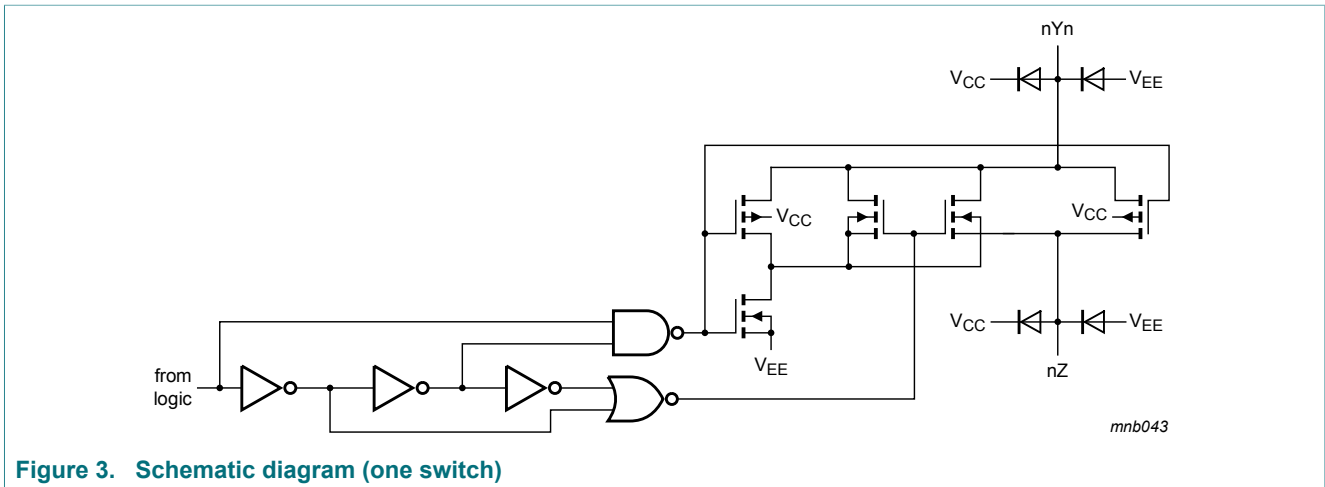 nYn
VCC
VEE
VCC
VCC
VCC
VEE
VEE
nZ
from
logic
mnb043
Figure 3. Schematic diagram (one switch)